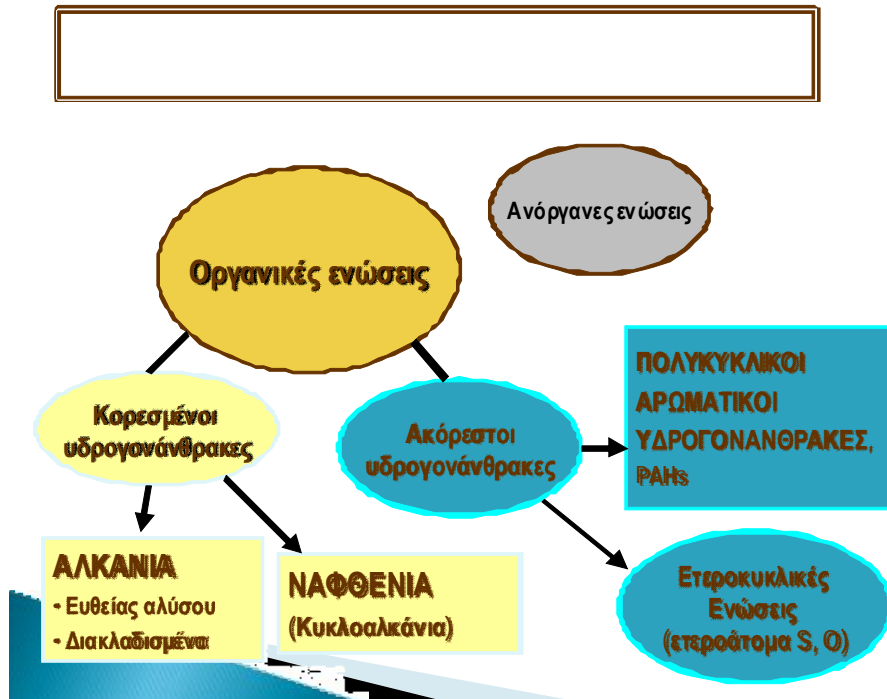 Ανόργανες ενώσεις
Οργανικές ενώσεις
Κορεσμένοι
υδρογονάνθρακες
Ακόρεστοι
υδρογονάνθρακες
ΠΟΛΥΚΥΚΛΙΚΟΙ
ΑΡΩΜΑΤΙΚΟΙ
ΥΔΡΟΓΟΝΑΝΘΡΑΚΕΣ,
PAHs
ΑΛΚΑΝΙΑ
- Ευθείας αλύσου
- Διακλαδισμένα
ΝΑΦΘΕΝΙΑ
(Κυκλοαλκάνια)
Ετεροκυκλικές
Ενώσεις
(ετεροάτομα S, O)